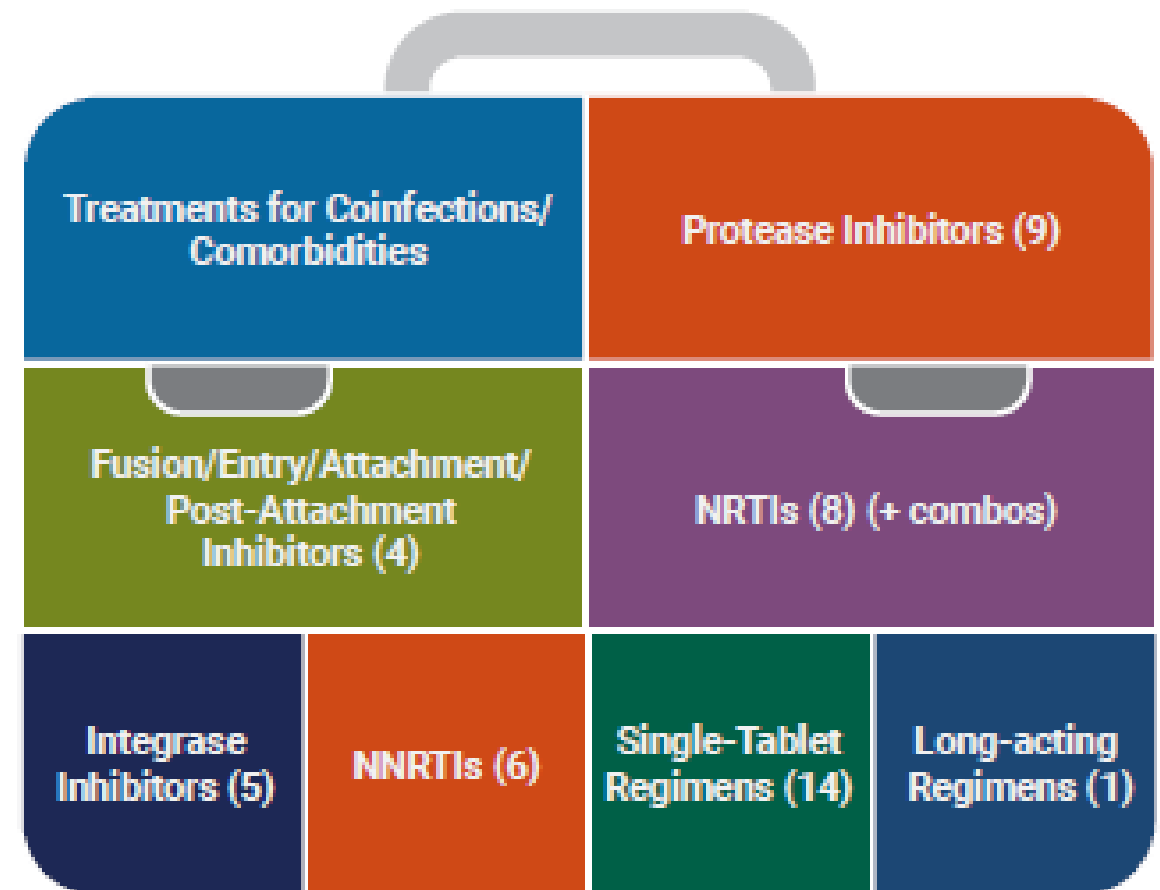 Treatments for Coinfections/
Comorbidities
Protease Inhibitors (9)
Fusion/Entry/Attachment/
Post-Attachment
Inhibitors (4)
NRTIs (8) (+ combos)
Integrase
Inhibitors (5)
NNRTIs (6)
Single-Tablet
Regimens (14)
Long-acting
Regimens (1)